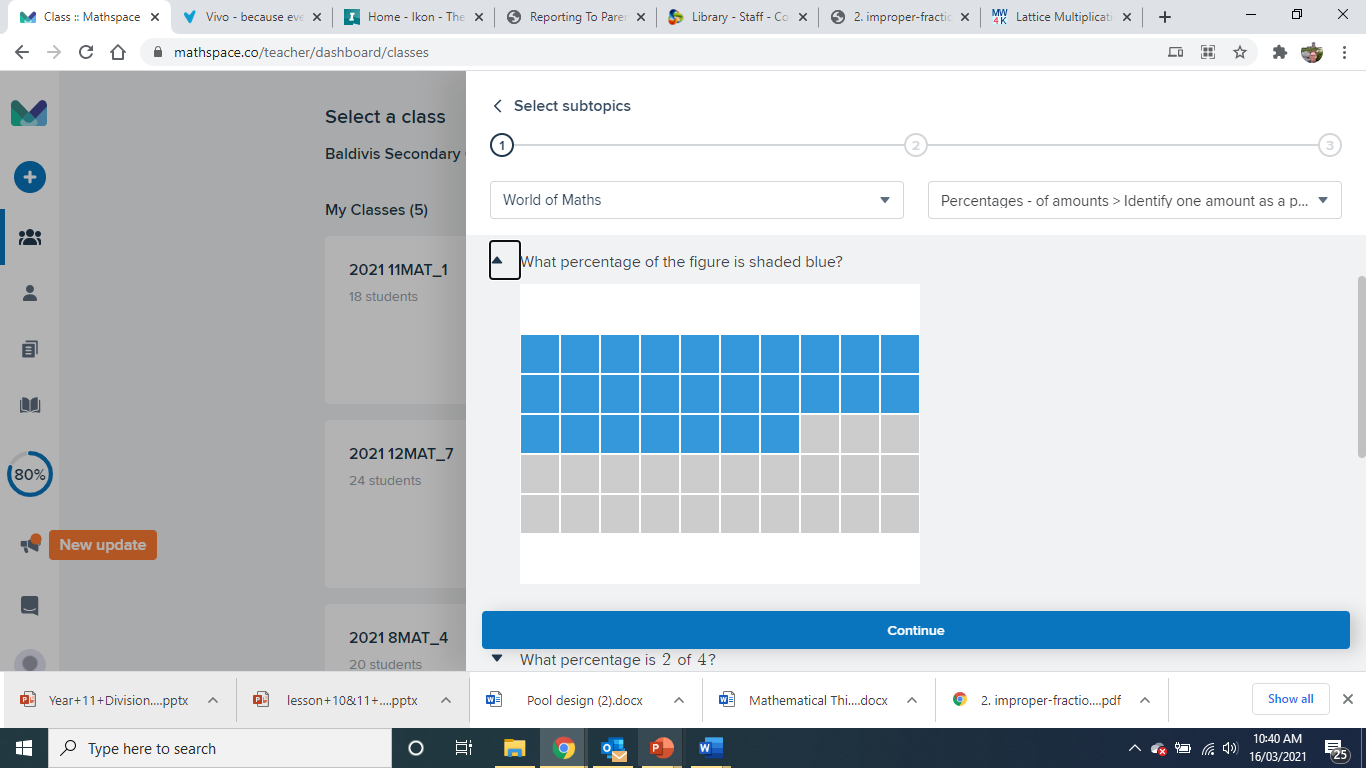 Class :: Mathspace
Vivo - because eve
Home - Ikon - The
Reporting To Parer
Library - Staff - Co
2. improper-fractic
MW
4K
Lattice Multiplicati
mathspace.co/teacher/dashboard/classes
Select a class
Baldivis Secondary
My Classes (5)
2021 11MAT_1
18 students
2021 12MAT_7
24 students
2021 8MAT_4
20 students
80%
New update
Select subtopics
1
2
3
World of Maths
Percentages - of amounts > Identify one amount as a p...
What percentage of the figure is shaded blue?
Continue
What percentage is 2 of 4?
Year+11+Division....pptx
lesson+10&11+....pptx
Pool design (2).docx
Mathematical Thi....docx
2. improper-fractio....pdf
Show all
Type here to search
10:40 AM
16/03/2021
25